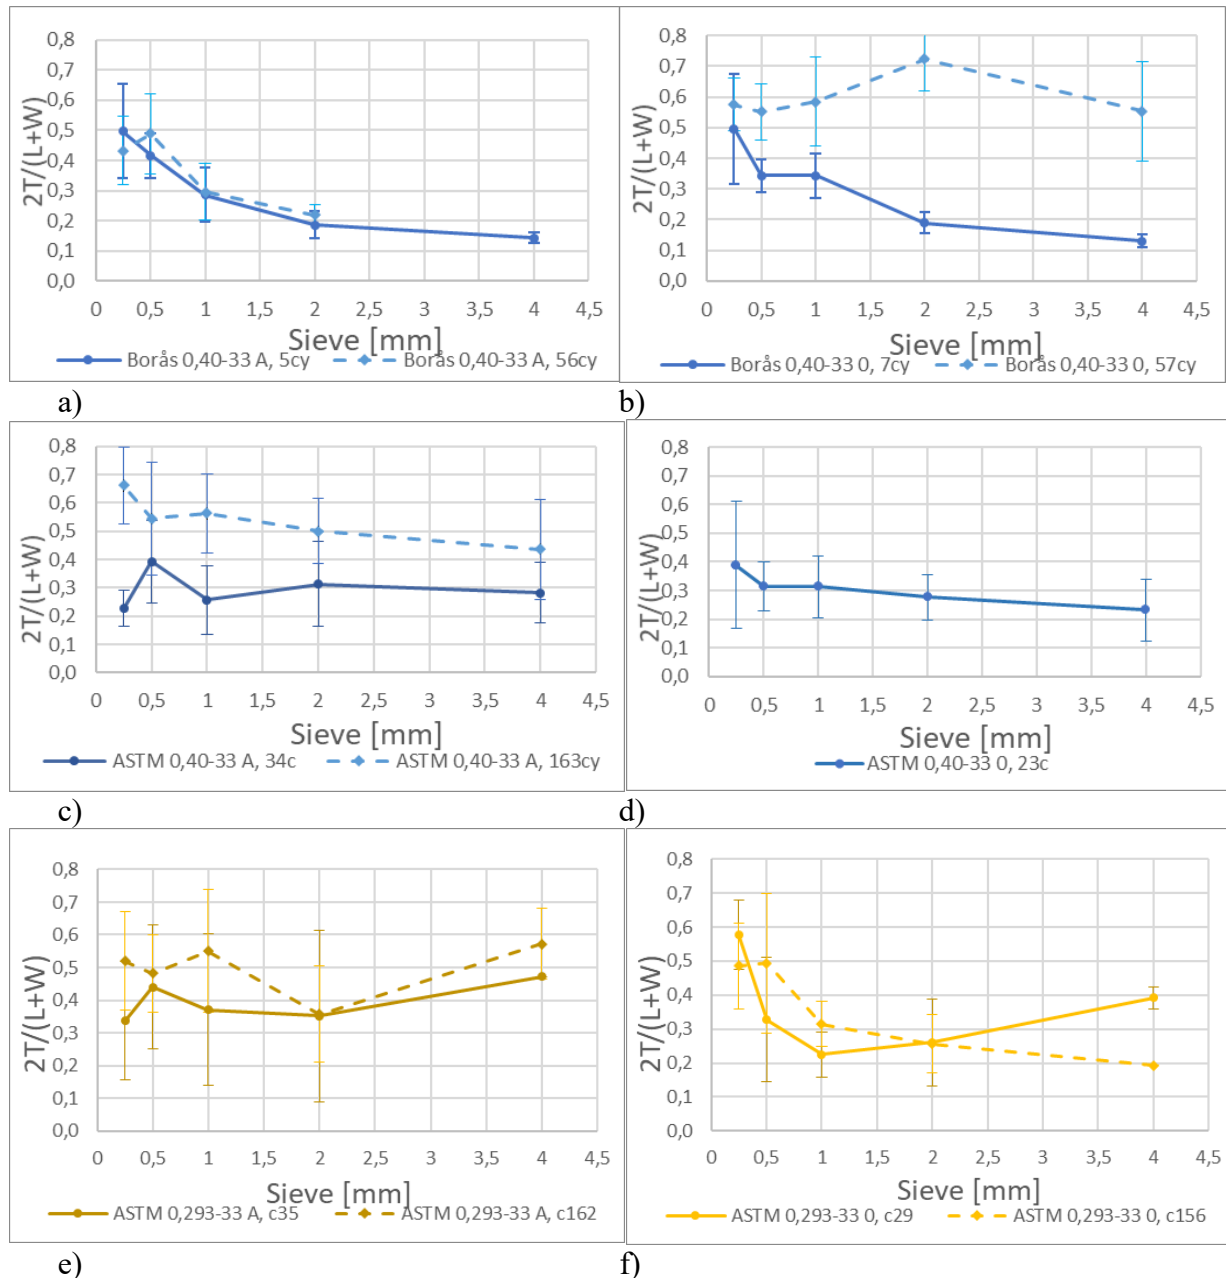 0,8
0,7
0,6
0,5
0,4
0,3
0,2
0,1
0,0
2T/(L+W)
0 0,5 1 1,5 2 2,5 3 3,5 4 4,5
Sieve [mm]
Borås 0,40-33 A, 5cy Borås 0,40-33 A, 56cy
a)
0,8
0,7
0,6
0,5
0,4
0,3
0,2
0,1
0,0
2T/(L+W)
0 0,5 1 1,5 2 2,5 3 3,5 4 4,5
Sieve [mm]
Borås 0,40-33 0, 7cy Borås 0,40-33 0, 57cy
b)
0,8
0,7
0,6
0,5
0,4
0,3
0,2
0,1
0,0
2T/(L+W)
0 0,5 1 1,5 2 2,5 3 3,5 4 4,5
Sieve [mm]
ASTM 0,40-33 A, 34c ASTM 0,40-33 A, 163cy
c)
0,8
0,7
0,6
0,5
0,4
0,3
0,2
0,1
0,0
2T/(L+W)
0 0,5 1 1,5 2 2,5 3 3,5 4 4,5
Sieve [mm]
ASTM 0,40-33 0, 23c
d)
0,8
0,7
0,6
0,5
0,4
0,3
0,2
0,1
0,0
2T/(L+W)
0 0,5 1 1,5 2 2,5 3 3,5 4 4,5
Sieve [mm]
ASTM 0,293-33 A, c35 ASTM 0,293-33 A, c162
e)
0,8
0,7
0,6
0,5
0,4
0,3
0,2
0,1
0,0
2T/(L+W)
0 0,5 1 1,5 2 2,5 3 3,5 4 4,5
Sieve [mm]
ASTM 0,293-33 0, c29 ASTM 0,293-33 0, c156
f)